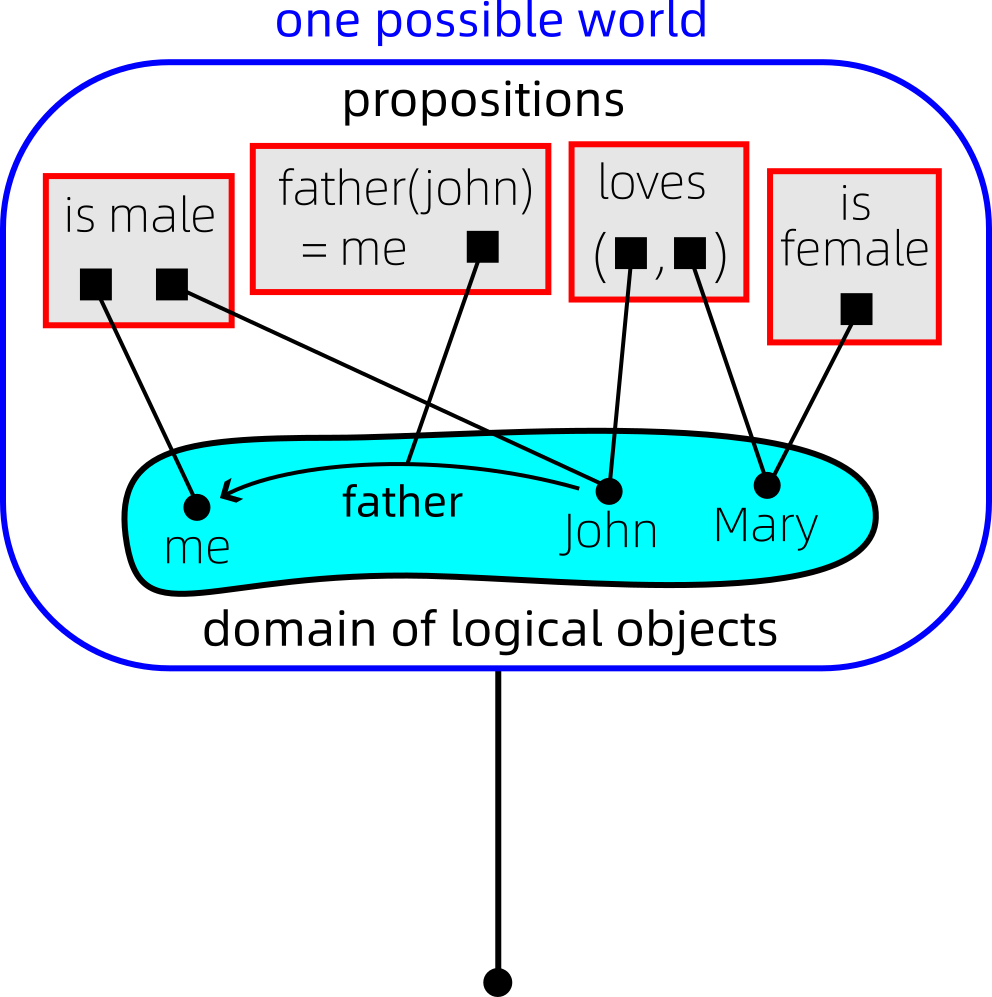 one possible world
propositions
is male
father(john)
= me
loves
( , )
is
female
father
me
John
Mary
domain of logical objects